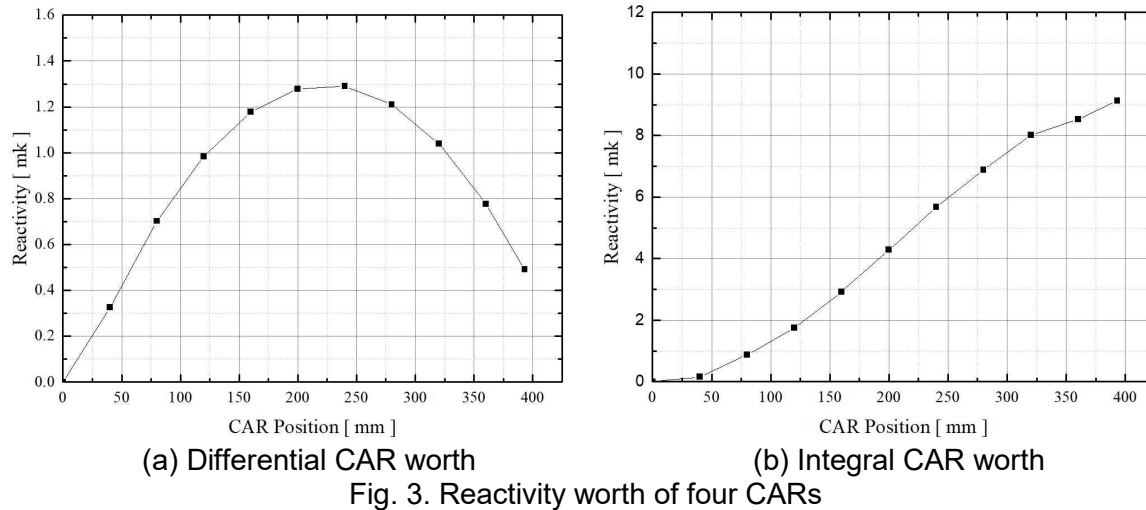 1.6
1.4
1.2
1.0
0.8
0.6
0.4
0.2
0.0
Reactivity [ mk ]
0 50 100 150 200 250 300 350 400
CAR Position [ mm ]
(a) Differential CAR worth
12
10
8
6
4
2
0
Reactivity [ mk ]
0 50 100 150 200 250 300 350 400
CAR Position [ mm ]
(b) Integral CAR worth
Fig. 3. Reactivity worth of four CARs